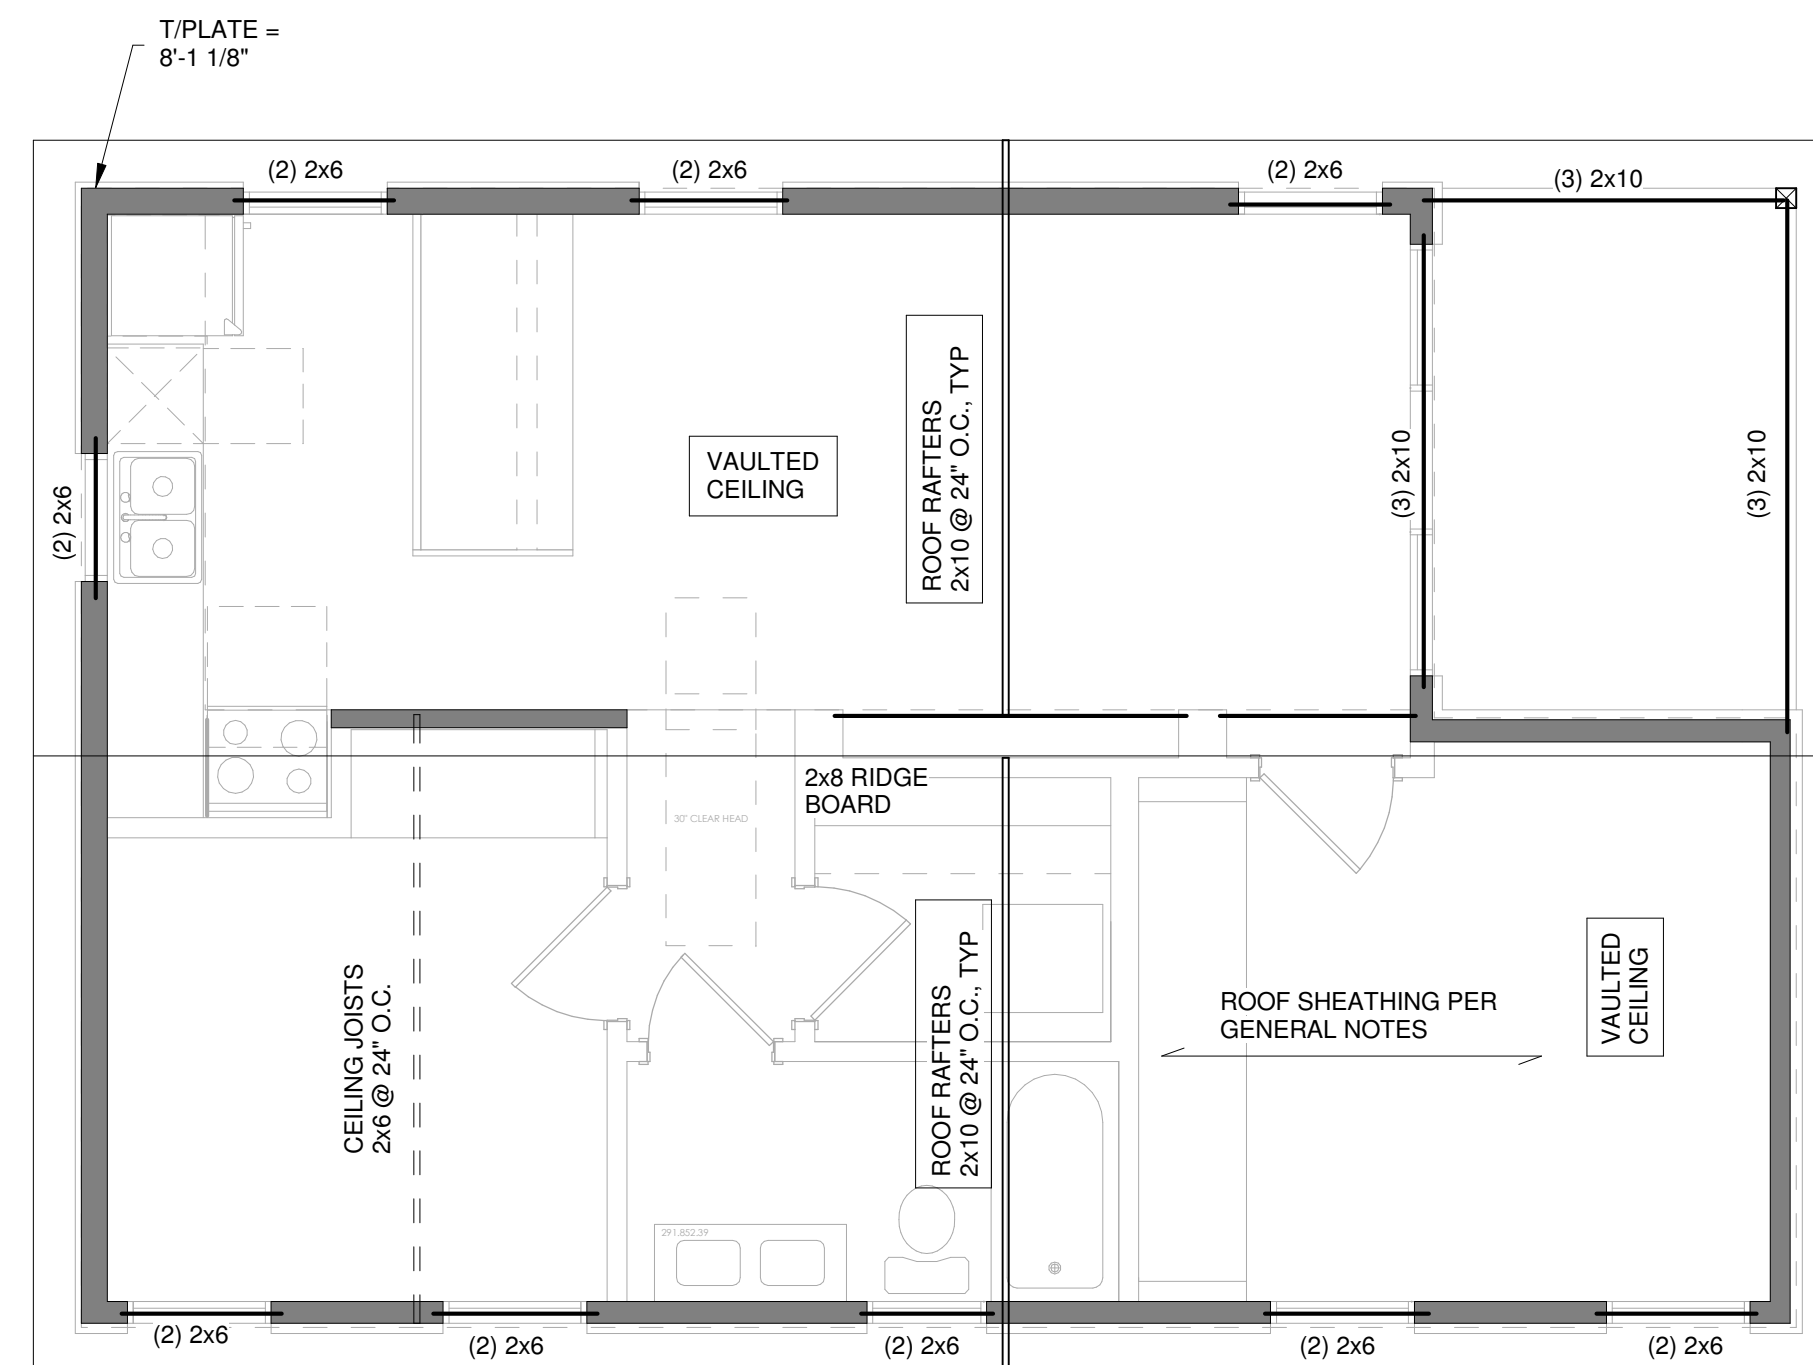 T/PLATE =
8'-1 1/8"
(2) 2x6
(2) 2x6
(2) 2x6
(3) 2x10
ROOF RAFTERS
2x10 @ 24" O.C., TYP
VAULTED
CEILING
(3) 2x10
(3) 2x10
(2) 2x6
2x8 RIDGE
BOARD
30" CLEAR HEAD
CEILING JOISTS
2x6 @ 24" O.C.
ROOF RAFTERS
2x10 @ 24" O.C., TYP
ROOF SHEATHING PER
GENERAL NOTES
VAULTED
CEILING
291.852.39
(2) 2x6
(2) 2x6
(2) 2x6
(2) 2x6
(2) 2x6